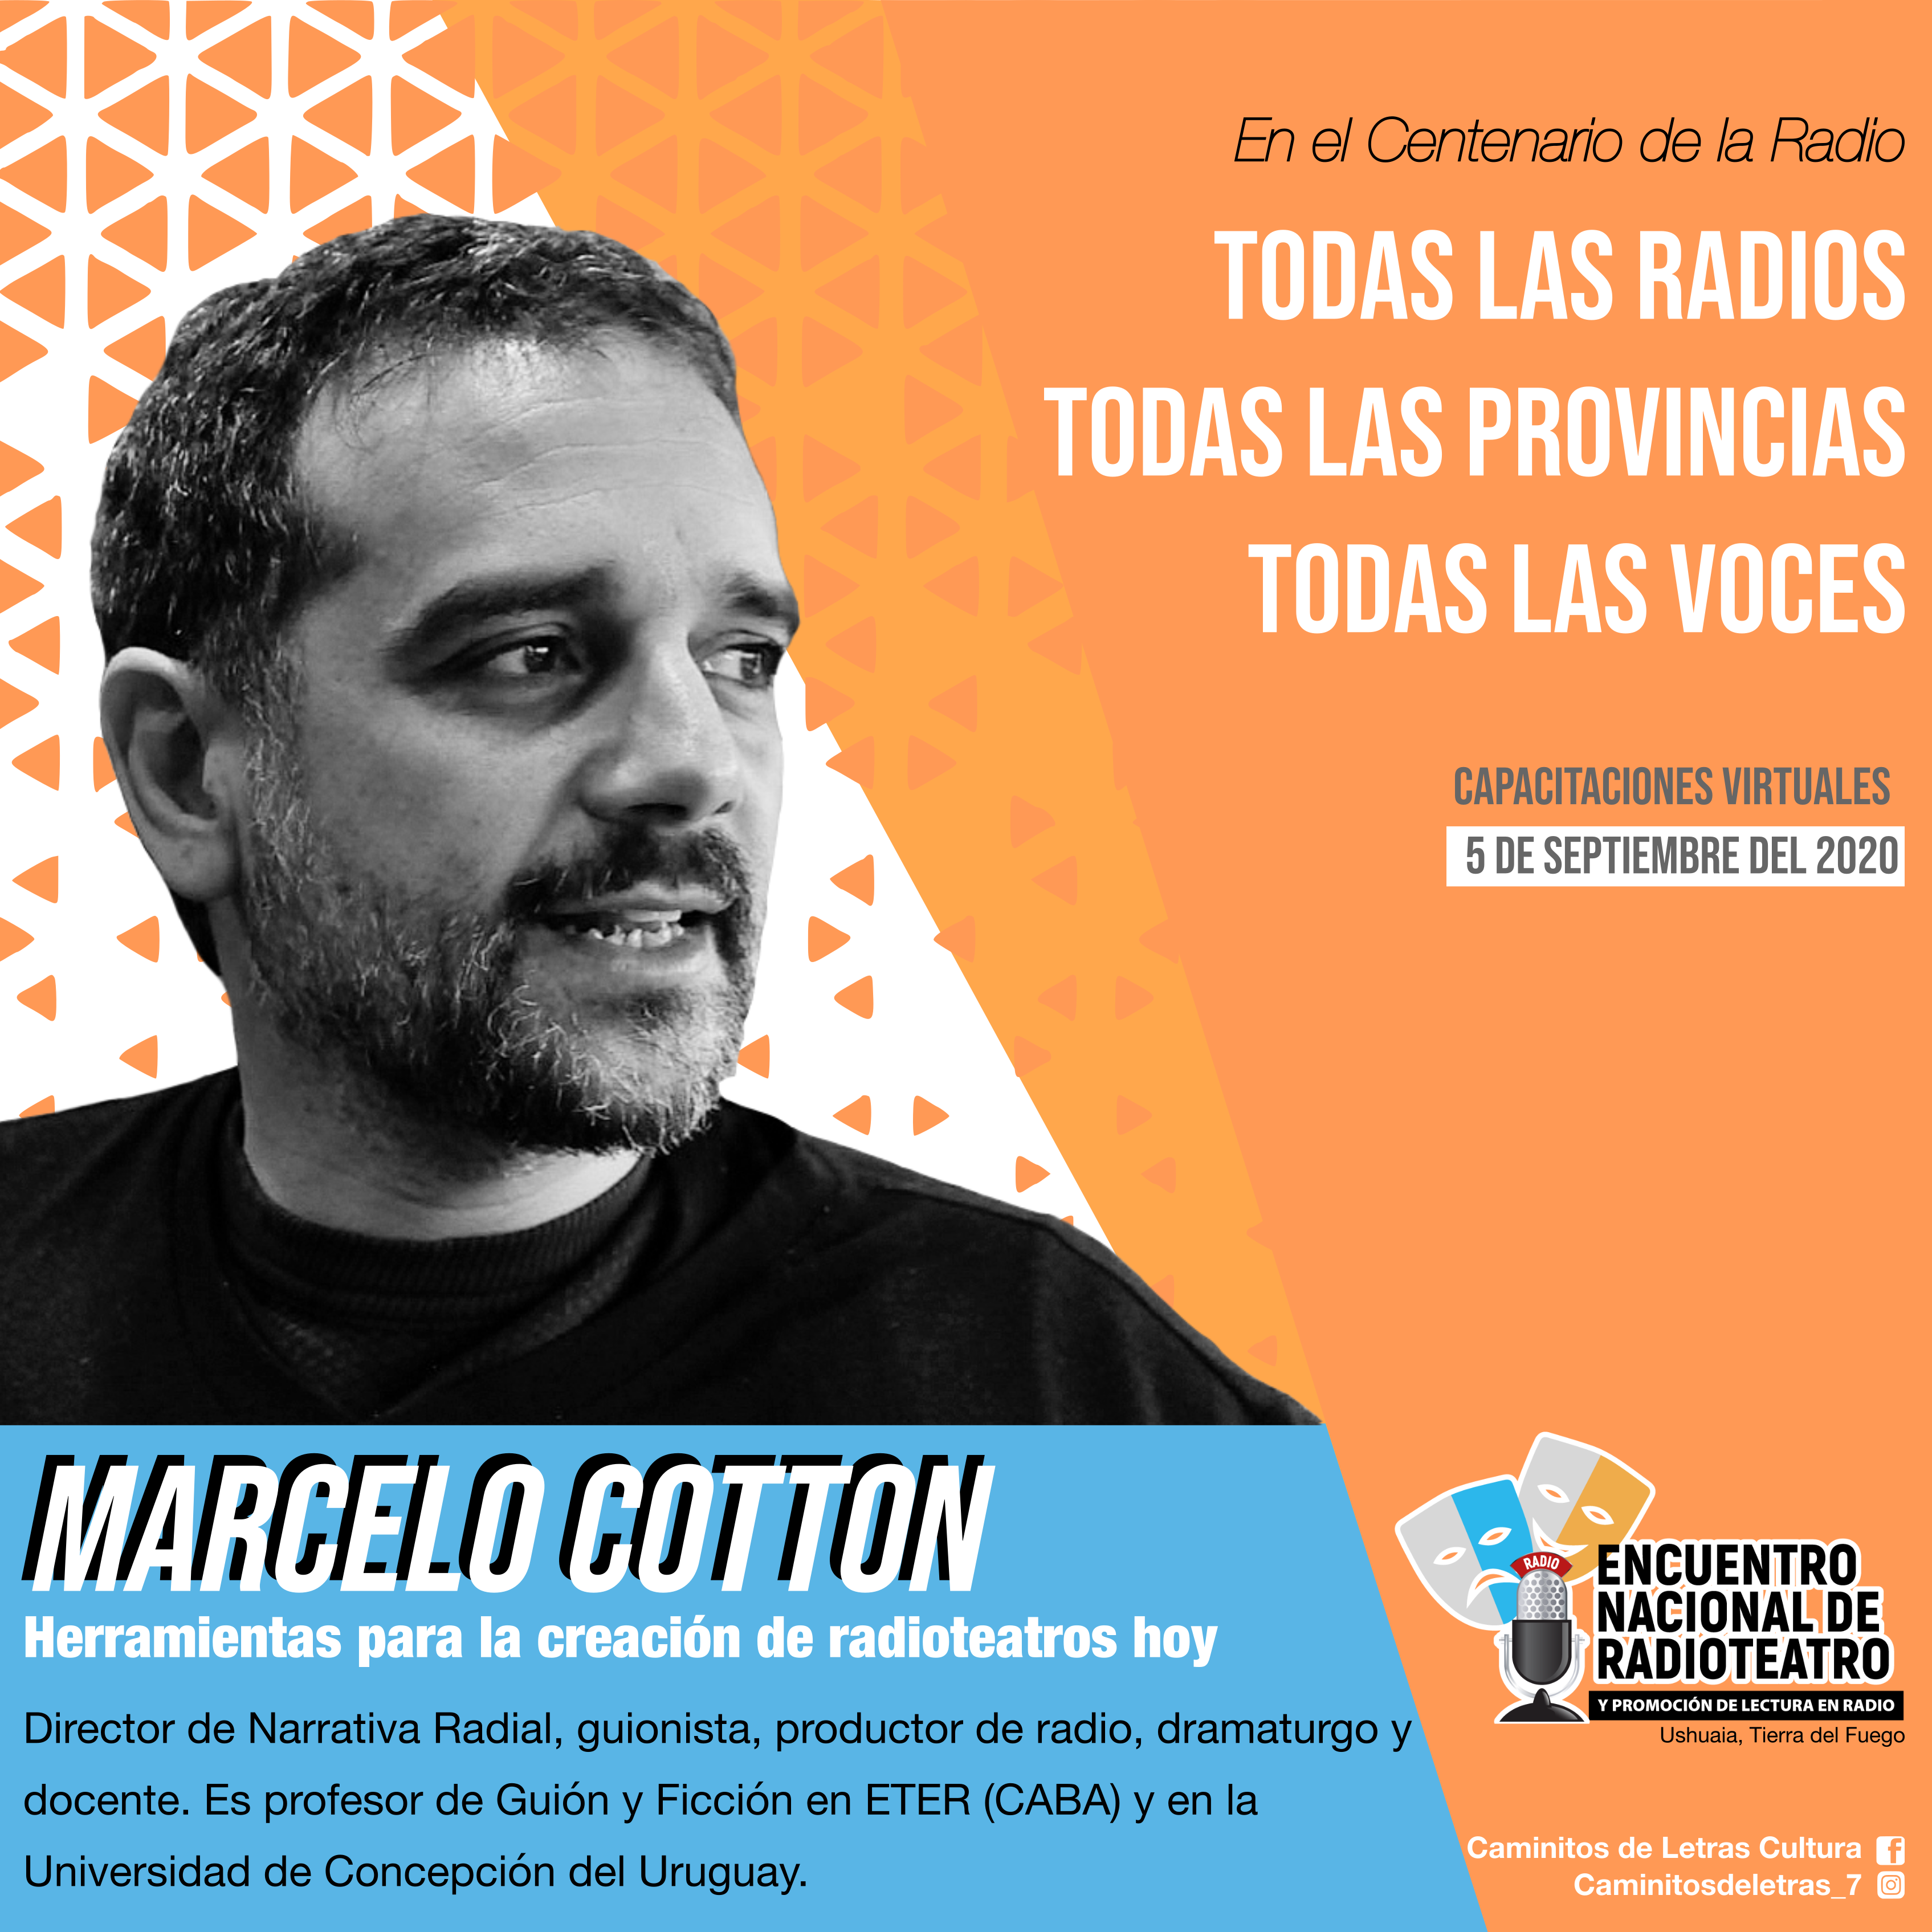 En el Centenario de la Radio
TODAS LAS RADIOS
TODAS LAS PROVINCIAS
TODAS LAS VOCES
CAPACITACIONES VIRTUALES
5 DE SEPTIEMBRE DEL 2020
MARCELO COTTON
Herramientas para la creación de radioteatros hoy
Director de Narrativa Radial, guionista, productor de radio, dramaturgo y
docente. Es profesor de Guión y Ficción en ETER (CABA) y en la
Universidad de Concepción del Uruguay.
RADIO
ENCUENTRO
NACIONAL DE
RADIOTEATRO
Y PROMOCIÓN DE LECTURA EN RADIO
Ushuaia, Tierra del Fuego
Caminitos de Letras Cultura
Caminitosdeletras_7